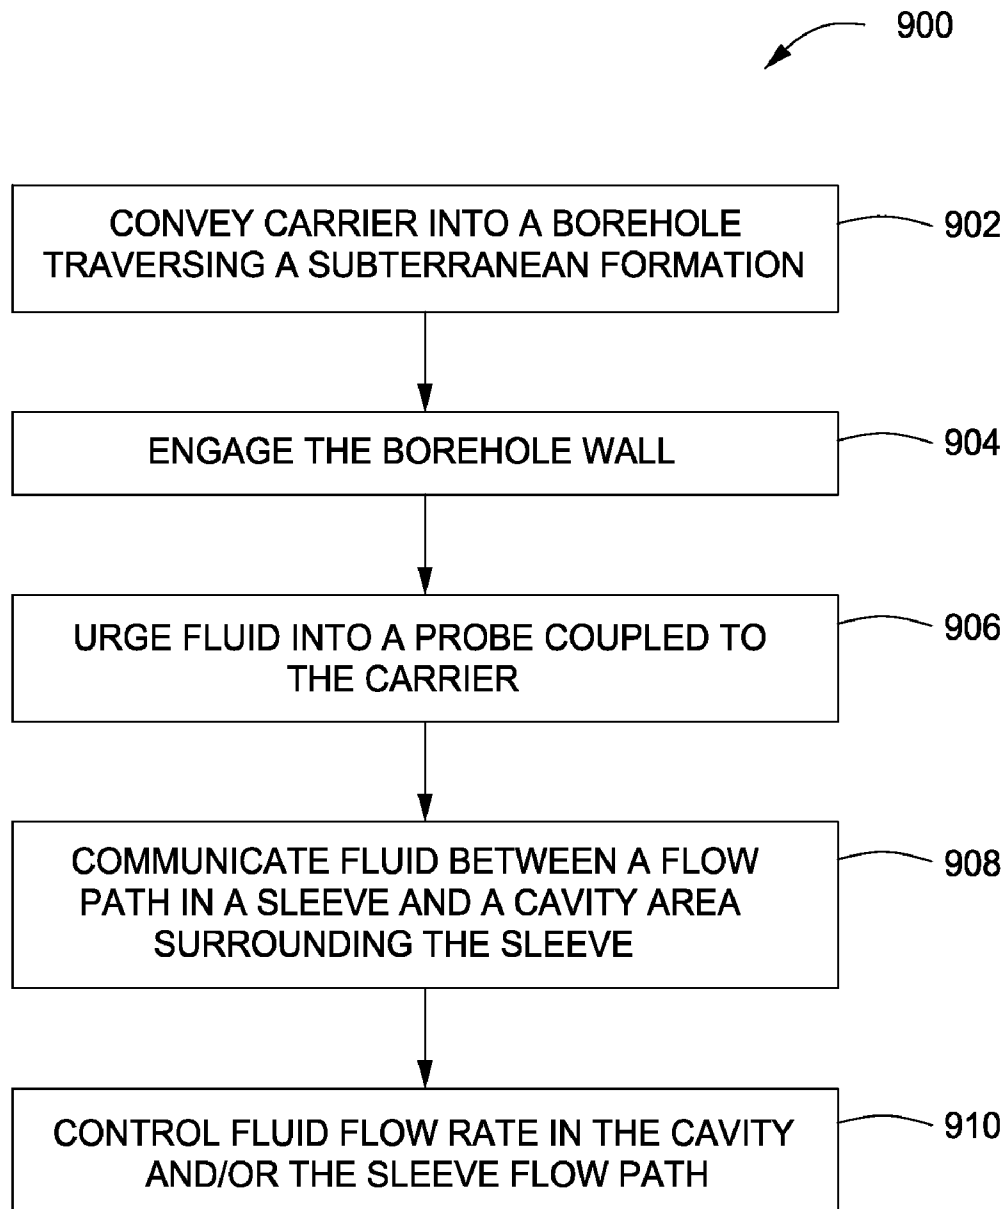 900
CONVEY CARRIER INTO A BOREHOLE
TRAVERSING A SUBTERRANEAN FORMATION
902
ENGAGE THE BOREHOLE WALL
904
URGE FLUID INTO A PROBE COUPLED TO
THE CARRIER
906
COMMUNICATE FLUID BETWEEN A FLOW
PATH IN A SLEEVE AND A CAVITY AREA
SURROUNDING THE SLEEVE
908
CONTROL FLUID FLOW RATE IN THE CAVITY
AND/OR THE SLEEVE FLOW PATH
910